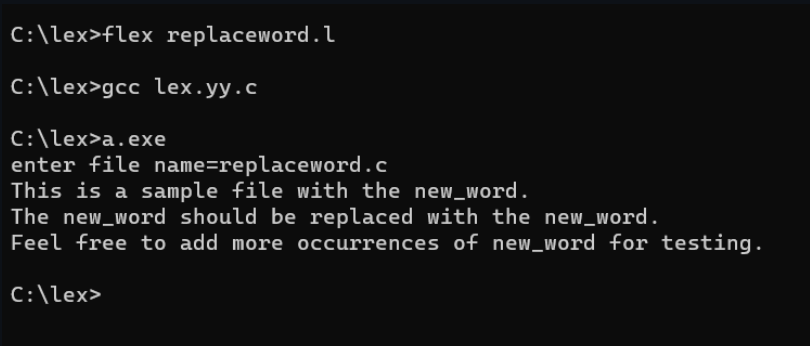 C:\lex>flex replaceword.l
C:\lex>gcc lex.yy.c
C:\lex>a.exe
enter file name=replaceword.c
This is a sample file with the new_word.
The new_word should be replaced with the new_word.
Feel free to add more occurrences of new_word for testing.
C:\lex>